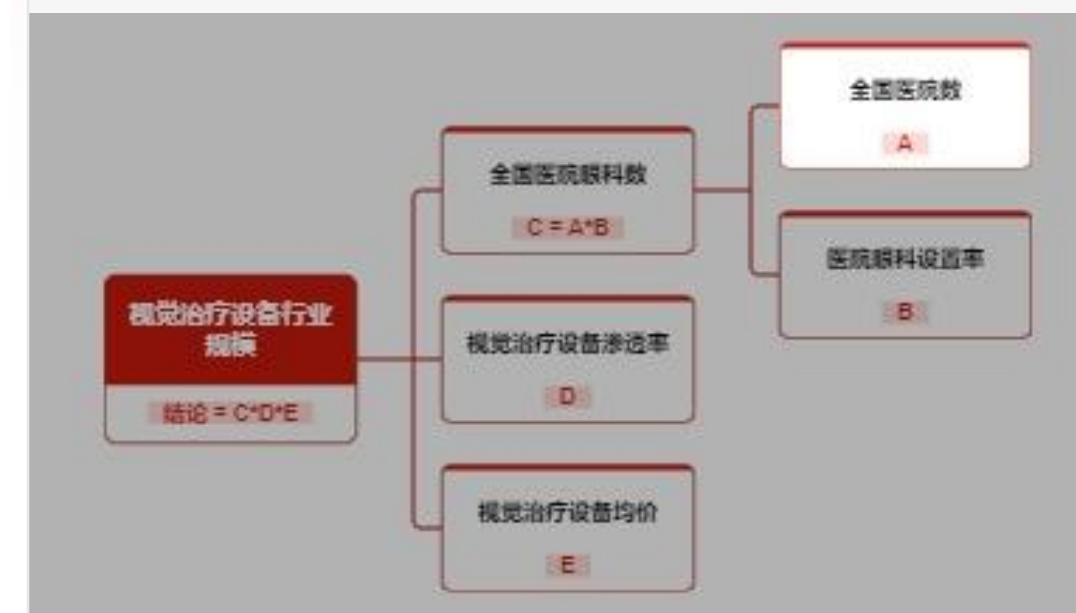 全国医院数
A
全国医院眼科数
C = A*B
医院眼科设置率
B
视觉治疗设备行业
规模
结论 = C*D*E
视觉治疗设备渗透率
D
视觉治疗设备均价
E